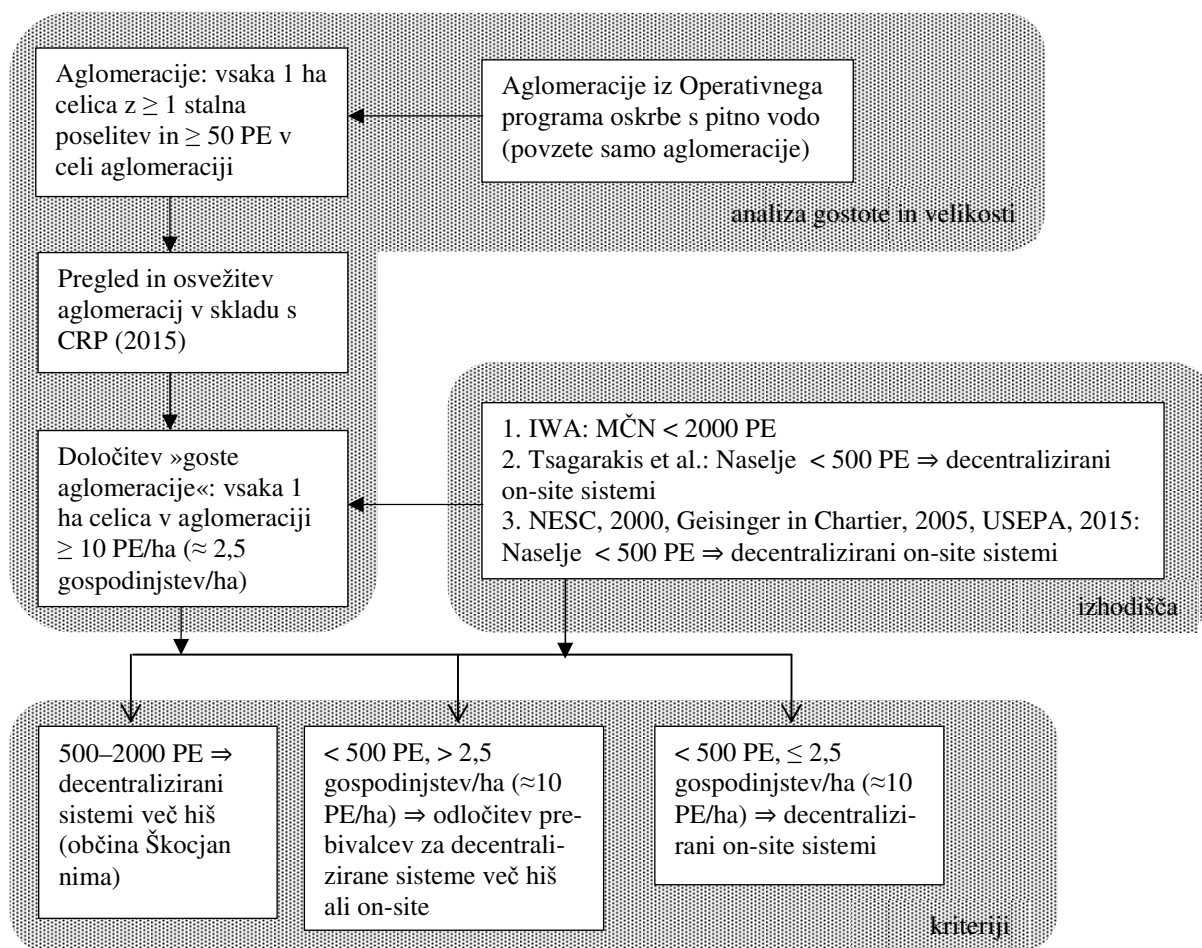 Aglomeracije: vsaka 1 ha
celica z ≥ 1 stalna
poselitev in ≥ 50 PE v
celi aglomeraciji
Aglomeracije iz Operativnega
programa oskrbe s pitno vodo
(povzete samo aglomeracije)
analiza gostote in velikosti
Pregled in osvežitev
aglomeracij v skladu s
CRP (2015)
Določitev »goste
aglomeracije«: vsaka 1
ha celica v aglomeraciji
≥ 10 PE/ha (≈ 2,5
gospodinjstev/ha)
1. IWA: MČN < 2000 PE
2. Tsagarakis et al.: Naselje < 500 PE ⇒ decentralizirani
on-site sistemi
3. NESC, 2000, Geisinger in Chartier, 2005, USEPA, 2015:
Naselje < 500 PE ⇒ decentralizirani on-site sistemi
izhodišča
500–2000 PE ⇒
decentralizirani
sistemi več hiš
(občina Škocjan
nima)
< 500 PE, > 2,5
gospodinjstev/ha (≈10
PE/ha) ⇒ odločitev pre-
bivalcev za decentrali-
zirane sisteme več hiš
ali on-site
< 500 PE, ≤ 2,5
gospodinjstev/ha (≈10
PE/ha) ⇒ decentralizi-
rani on-site sistemi
kriteriji